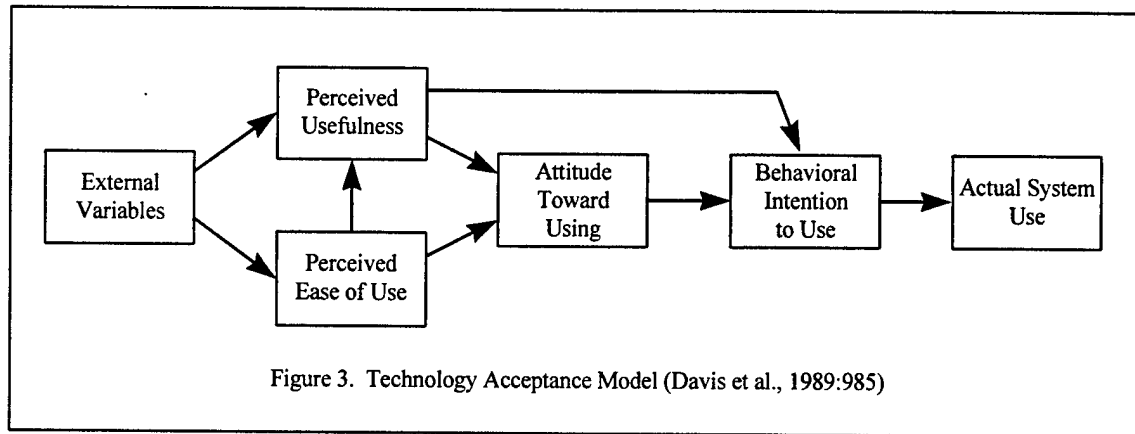 Perceived
Usefulness
External
Variables
Perceived
Ease of Use
Attitude
Toward
Using
Behavioral
Intention
to Use
Actual System
Use
Figure 3. Technology Acceptance Model (Davis et al., 1989:985)